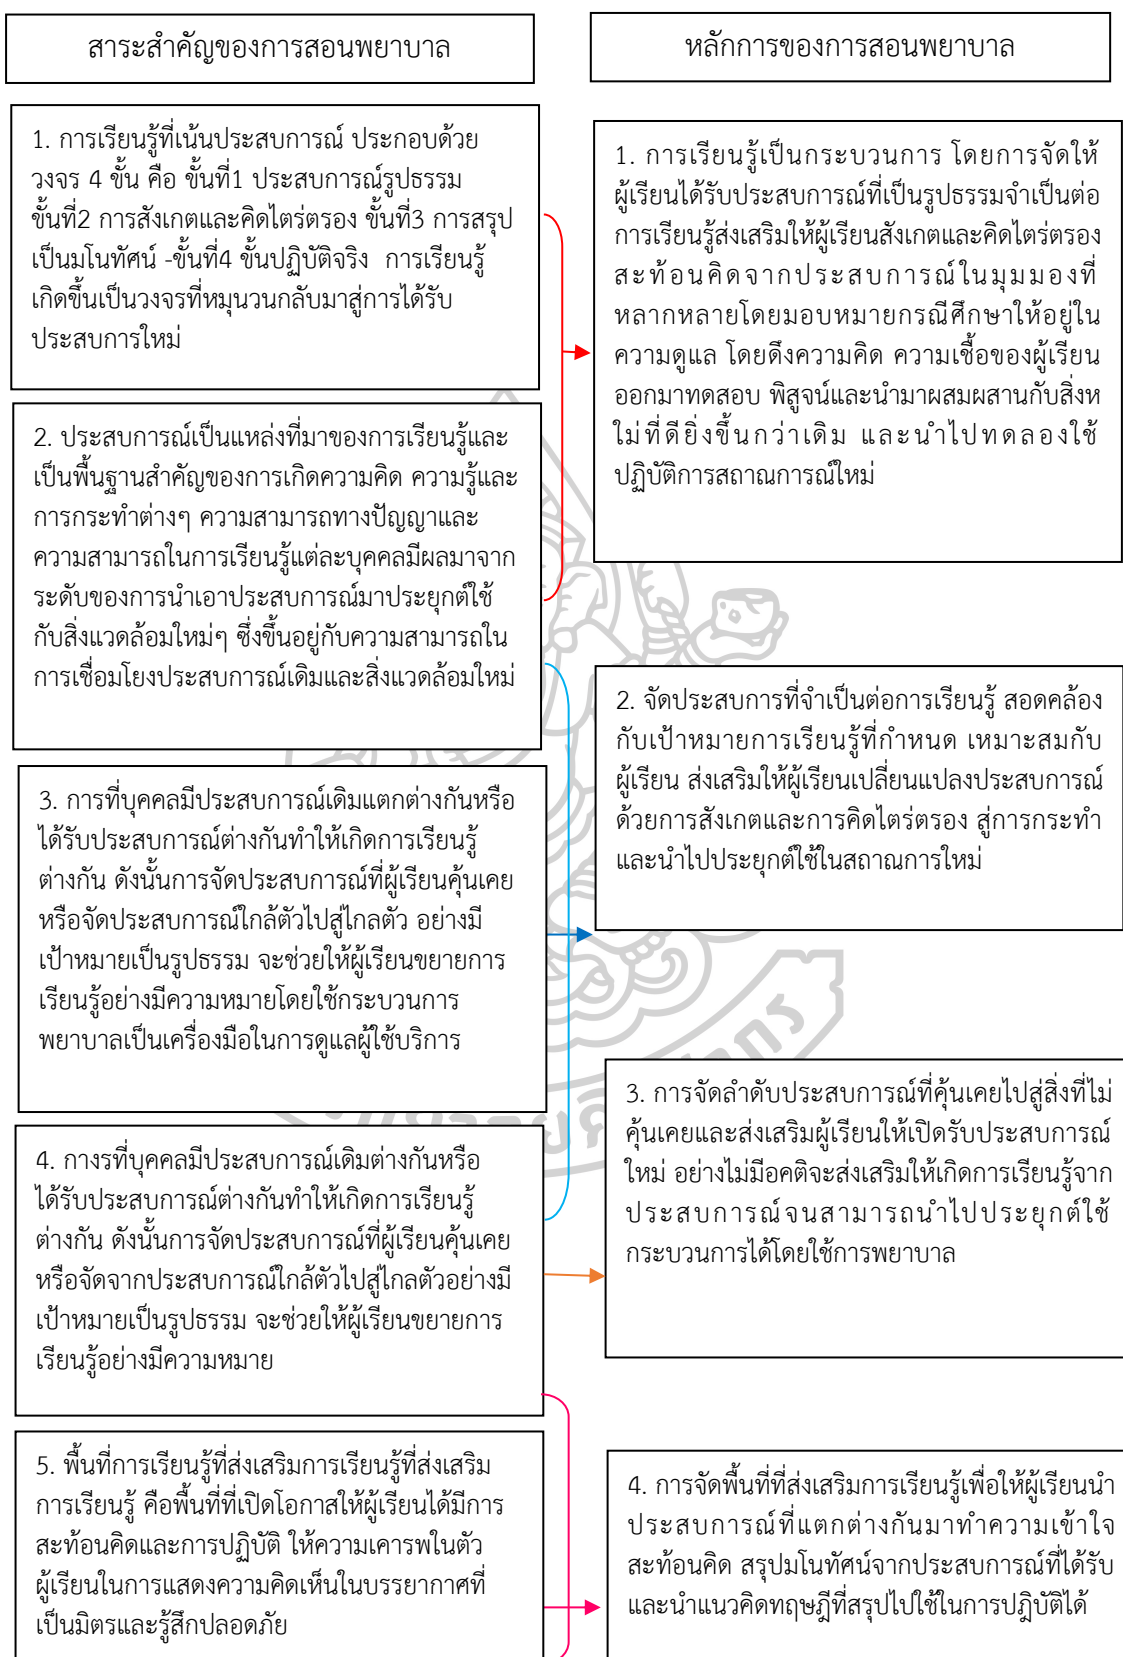 สาระสำคัญของการสอนพยาบาล
หลักการของการสอนพยาบาล
1. การเรียนรู้ที่เน้นประสบการณ์ ประกอบด้วย
วงจร 4 ขั้น คือ ขั้นที่1 ประสบการณ์รูปธรรม
ขั้นที่2 การสังเกตและคิดไตร่ตรอง ขั้นที่3 การสรุป
เป็นมโนทัศน์ -ขั้นที่4 ขั้นปฏิบัติจริง การเรียนรู้
เกิดขึ้นเป็นวงจรที่หมุนวนกลับมาสู่การได้รับ
ประสบการใหม่
2. ประสบการณ์เป็นแหล่งที่มาของการเรียนรู้และ
เป็นพื้นฐานสำคัญของการเกิดความคิด ความรู้และ
การกระทำต่างๆ ความสามารถทางปัญญาและ
ความสามารถในการเรียนรู้แต่ละบุคคลมีผลมาจาก
ระดับของการนำเอาประสบการณ์มาประยุกต์ใช้
กับสิ่งแวดล้อมใหม่ๆ ซึ่งขึ้นอยู่กับความสามารถใน
การเชื่อมโยงประสบการณ์เดิมและสิ่งแวดล้อมใหม่
3. การที่บุคคลมีประสบการณ์เดิมแตกต่างกันหรือ
ได้รับประสบการณ์ต่างกันทำให้เกิดการเรียนรู้
ต่างกัน ดังนั้นการจัดประสบการณ์ที่ผู้เรียนคุ้นเคย
หรือจัดประสบการณ์ใกล้ตัวไปสู่ไกลตัว อย่างมี
เป้าหมายเป็นรูปธรรม จะช่วยให้ผู้เรียนขยายการ
เรียนรู้อย่างมีความหมายโดยใช้กระบวนการ
พยาบาลเป็นเครื่องมือในการดูแลผู้ใช้บริการ
4. กางรที่บุคคลมีประสบการณ์เดิมต่างกันหรือ
ได้รับประสบการณ์ต่างกันทำให้เกิดการเรียนรู้
ต่างกัน ดังนั้นการจัดประสบการณ์ที่ผู้เรียนคุ้นเคย
หรือจัดจากประสบการณ์ใกล้ตัวไปสู่ไกลตัวอย่างมี
เป้าหมายเป็นรูปธรรม จะช่วยให้ผู้เรียนขยายการ
เรียนรู้อย่างมีความหมาย
5. พื้นที่การเรียนรู้ที่ส่งเสริมการเรียนรู้ที่ส่งเสริม
การเรียนรู้ คือพื้นที่ที่เปิดโอกาสให้ผู้เรียนได้มีการ
สะท้อนคิดและการปฏิบัติ ให้ความเคารพในตัว
ผู้เรียนในการแสดงความคิดเห็นในบรรยากาศที่
เป็นมิตรและรู้สึกปลอดภัย
1. การเรียนรู้เป็นกระบวนการ โดยการจัดให้
ผู้เรียนได้รับประสบการณ์ที่เป็นรูปธรรมจำเป็นต่อ
การเรียนรู้ส่งเสริมให้ผู้เรียนสังเกตและคิดไตร่ตรอง
สะท้อนคิดจากประสบการณ์ในมุมมองที่
หลากหลายโดยมอบหมายกรณีศึกษาให้อยู่ใน
ความดูแล โดยดึงความคิด ความเชื่อของผู้เรียน
ออกมาทดสอบ พิสูจน์และนำมาผสมผสานกับสิ่งห
ใม่ที่ดียิ่งขึ้นกว่าเดิม และนำไปทดลองใช้
ปฏิบัติการสถานการณ์ใหม่
2. จัดประสบการที่จำเป็นต่อการเรียนรู้ สอดคล้อง
กับเป้าหมายการเรียนรู้ที่กำหนด เหมาะสมกับ
ผู้เรียน ส่งเสริมให้ผู้เรียนเปลี่ยนแปลงประสบการณ์
ด้วยการสังเกตและการคิดไตร่ตรอง สู่การกระทำ
และนำไปประยุกต์ใช้ในสถาณการใหม่
3. การจัดลำดับประสบการณ์ที่คุ้นเคยไปสู่สิ่งที่ไม่
คุ้นเคยและส่งเสริมผู้เรียนให้เปิดรับประสบการณ์
ใหม่ อย่างไม่มีอคติจะส่งเสริมให้เกิดการเรียนรู้จาก
ประสบการณ์จนสามารถนำไปประยุกต์ใช้
กระบวนการได้โดยใช้การพยาบาล
4. การจัดพื้นที่ที่ส่งเสริมการเรียนรู้เพื่อให้ผู้เรียนนำ
ประสบการณ์ที่แตกต่างกันมาทำความเข้าใจ
สะท้อนคิด สรุปมโนทัศน์จากประสบการณ์ที่ได้รับ
และนำแนวคิดทฤษฎีที่สรุปไปใช้ในการปฏิบัติได้